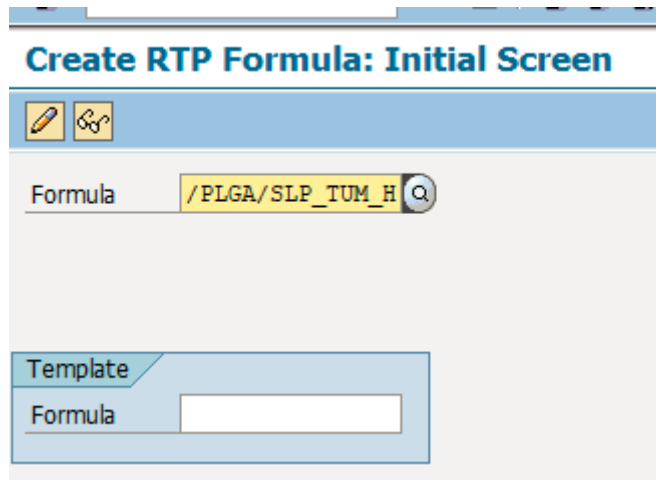 Create RTP Formula: Initial Screen
Formula /PLGA/SLP_TUM_H
Template
Formula